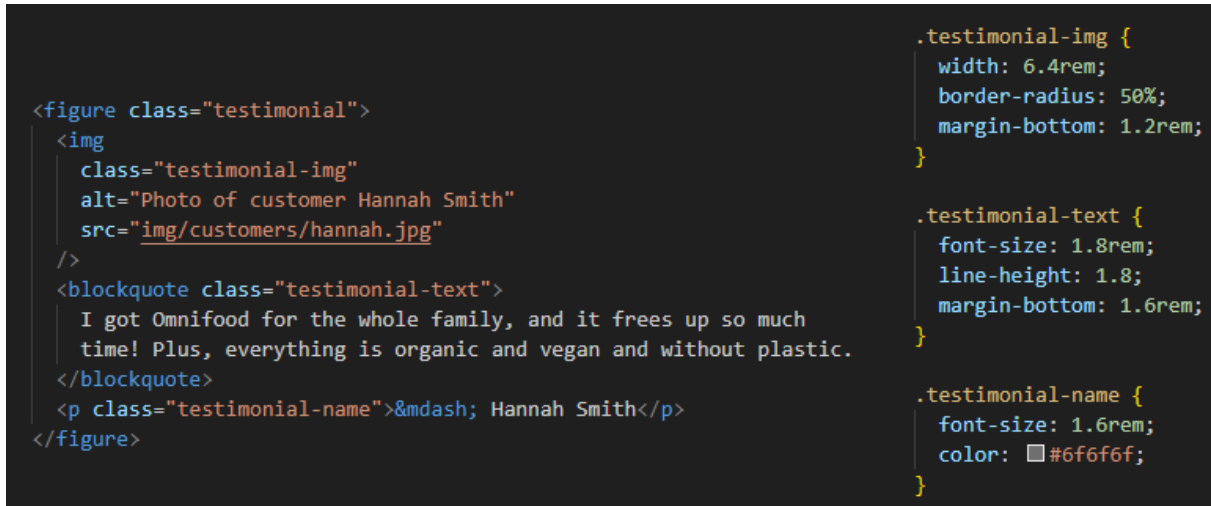 <figure class="testimonial">
<img
class="testimonial-img"
alt="Photo of customer Hannah Smith"
src="img/customers/hannah.jpg"
/>
<blockquote class="testimonial-text">
I got Omnifood for the whole family, and it frees up so much
time! Plus, everything is organic and vegan and without plastic.
</blockquote>
<p class="testimonial-name">&mdash; Hannah Smith</p>
</figure>
.testimonial-img {
width: 6.4rem;
border-radius: 50%;
margin-bottom: 1.2rem;
}
.testimonial-text {
font-size: 1.8rem;
line-height: 1.8;
margin-bottom: 1.6rem;
}
.testimonial-name {
font-size: 1.6rem;
color: #6f6f6f;
}